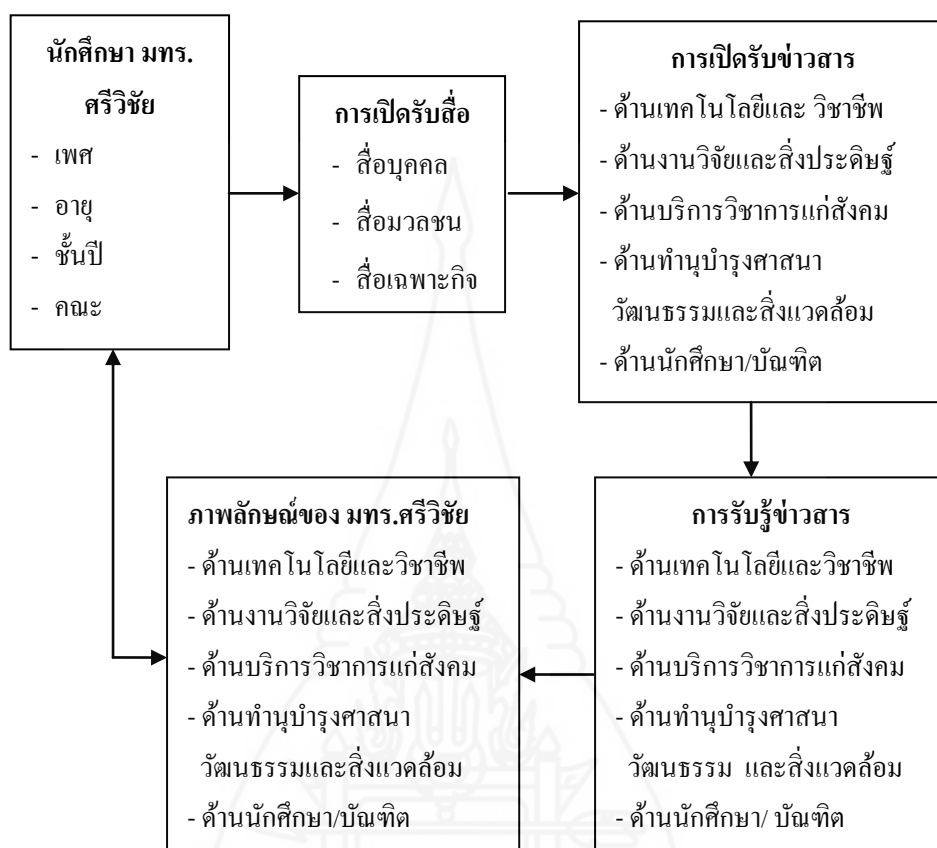 นักศึกษา มทร.
ศรีวิชัย
- เพศ
- อายุ
- ชั้นปี
- คณะ
การเปิดรับสื่อ
- สื่อบุคคล
- สื่อมวลชน
- สื่อเฉพาะกิจ
การเปิดรับข่าวสาร
- ด้านเทคโนโลยีและ วิชาชีพ
- ด้านงานวิจัยและสิ่งประดิษฐ์
- ด้านบริการวิชาการแก่สังคม
- ด้านทำนุบำรุงศาสนา
วัฒนธรรมและสิ่งแวดล้อม
- ด้านนักศึกษา/บัณฑิต
ภาพลักษณ์ของ มทร.ศรีวิชัย
- ด้านเทคโนโลยีและวิชาชีพ
- ด้านงานวิจัยและสิ่งประดิษฐ์
- ด้านบริการวิชาการแก่สังคม
- ด้านทำนุบำรุงศาสนา
วัฒนธรรมและสิ่งแวดล้อม
- ด้านนักศึกษา/บัณฑิต
การรับรู้ข่าวสาร
- ด้านเทคโนโลยีและวิชาชีพ
- ด้านงานวิจัยและสิ่งประดิษฐ์
- ด้านบริการวิชาการแก่สังคม
- ด้านทำนุบำรุงศาสนา
วัฒนธรรม และสิ่งแวดล้อม
- ด้านนักศึกษา/ บัณฑิต